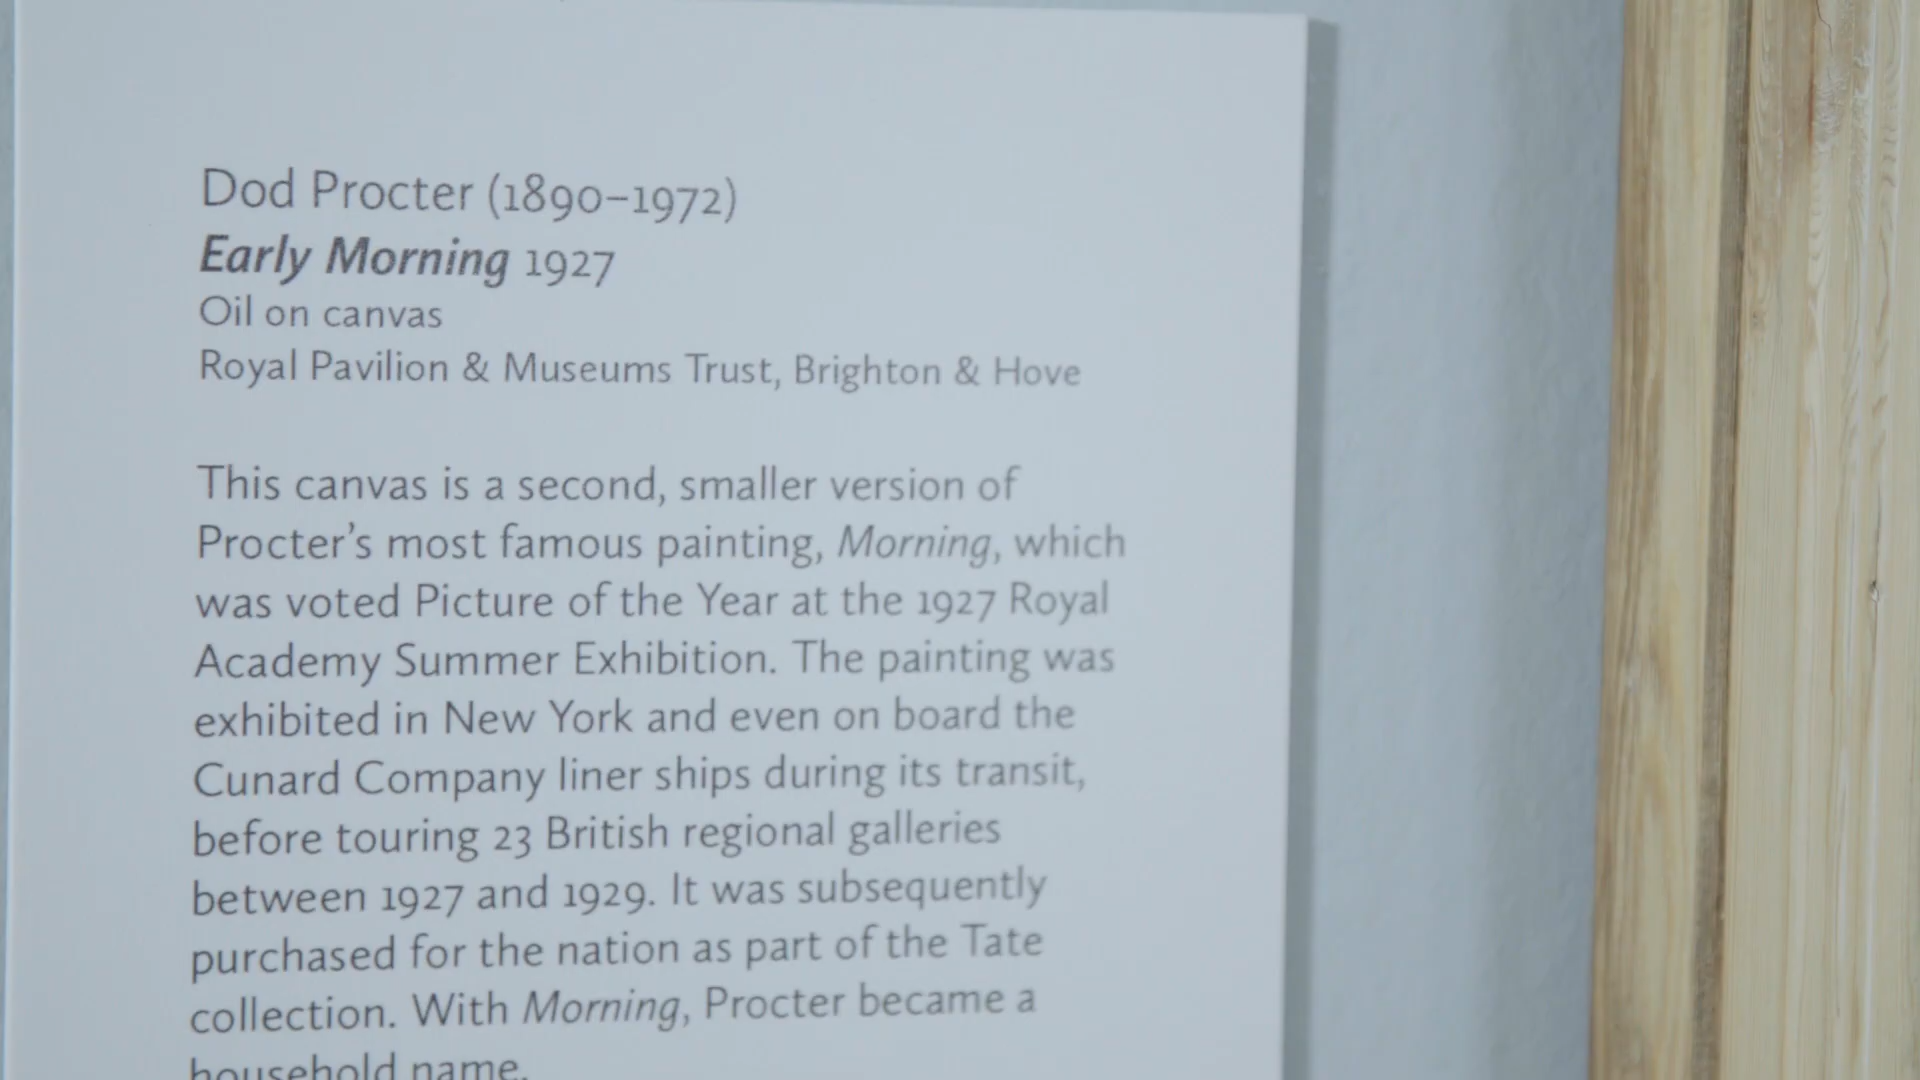 Dod Procter (1890–1972)
Early Morning 1927
Oil on canvas
Royal Pavilion & Museums Trust, Brighton & Hove
This canvas is a second, smaller version of
Procter’s most famous painting, Morning, which
was voted Picture of the Year at the 1927 Royal
Academy Summer Exhibition. The painting was
exhibited in New York and even on board the
Cunard Company liner ships during its transit,
before touring 23 British regional galleries
between 1927 and 1929. It was subsequently
purchased for the nation as part of the Tate
collection. With Morning, Procter became a
household name.